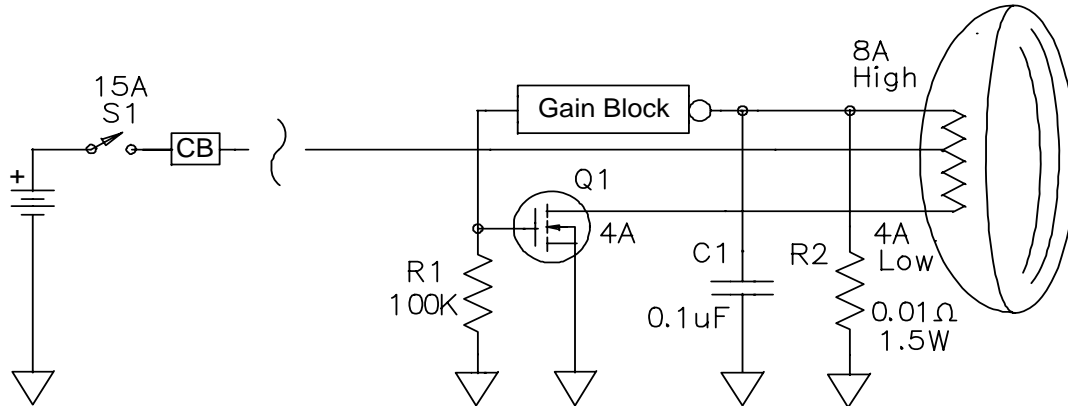 15A
S1
CB
+
Gain Block
8A
High
Q1
4A
R1
100K
C1
0.1uF
R2
0.01Ω
1.5W
4A
Low